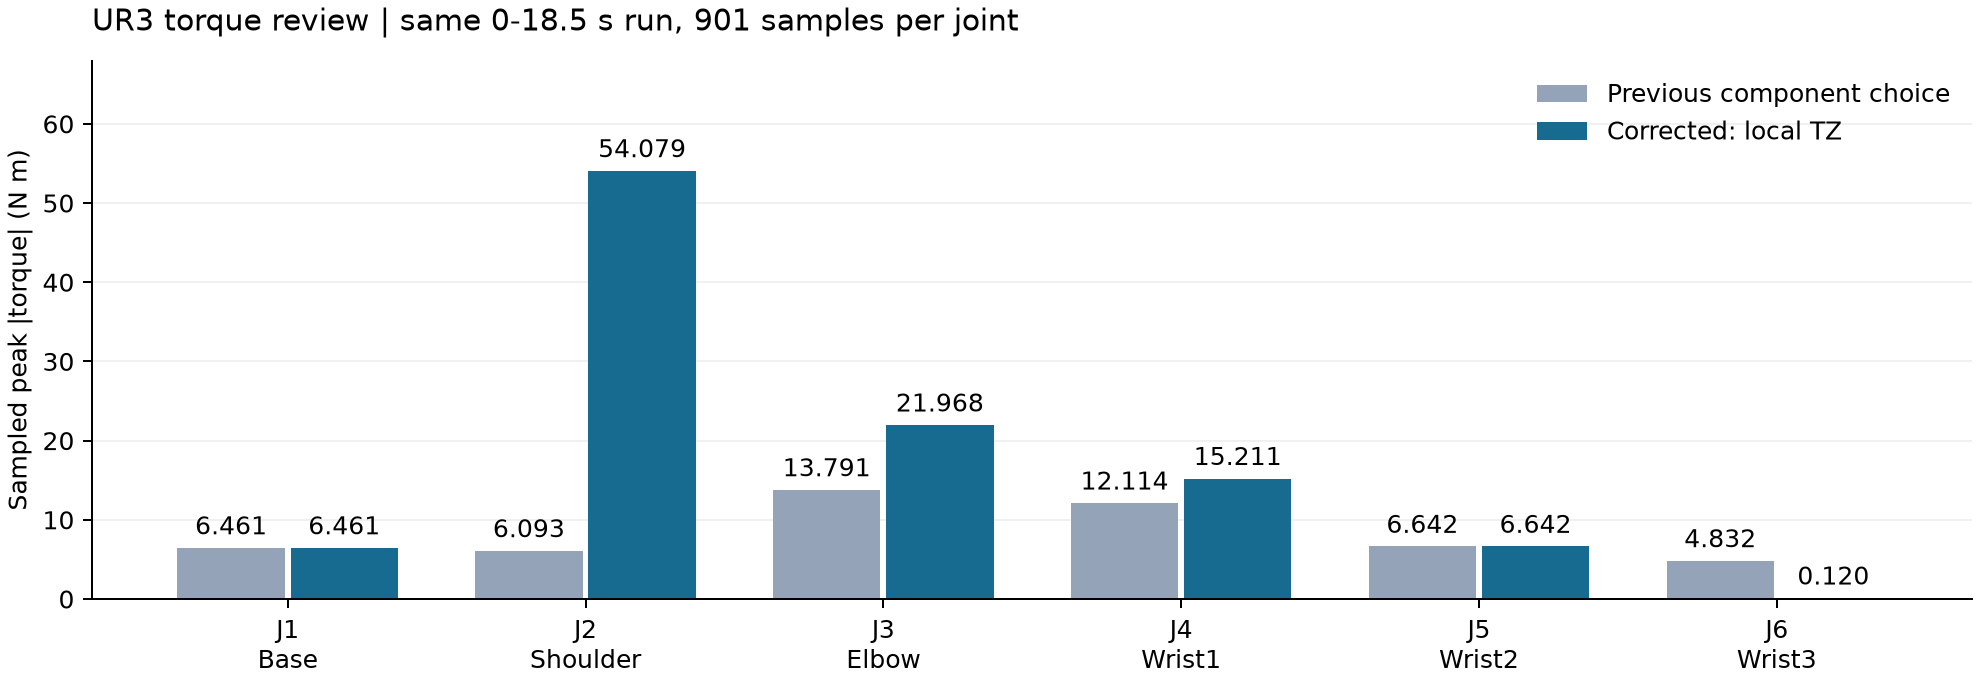 UR3 torque review | same 0-18.5 s run, 901 samples per joint
Sampled peak |torque| (N m)
60
50
40
30
20
10
0
Previous component choice
Corrected: local TZ
6.461
6.461
6.093
54.079
13.791
21.968
12.114
15.211
6.642
6.642
4.832
0.120
J1
Base
J2
Shoulder
J3
Elbow
J4
Wrist1
J5
Wrist2
J6
Wrist3